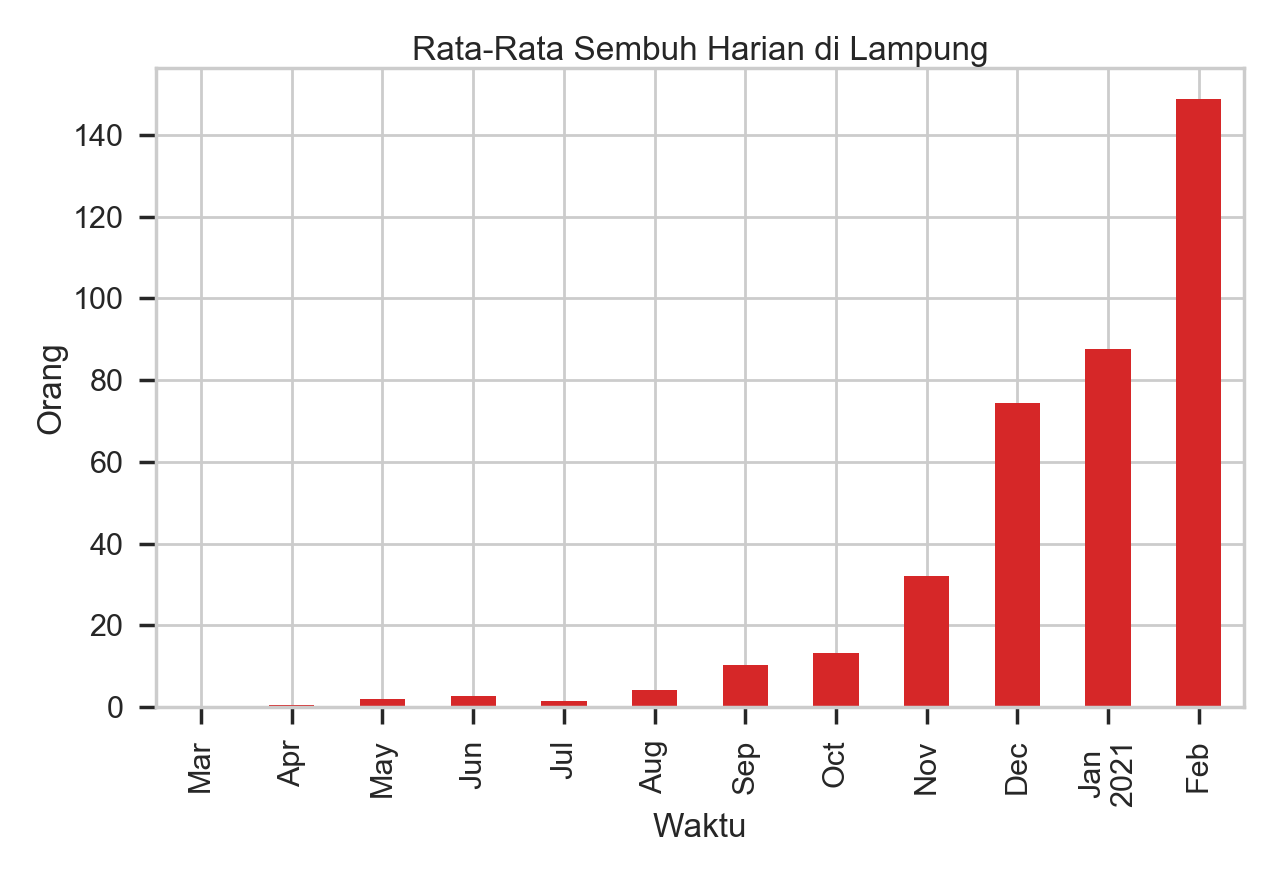 Rata-Rata Sembuh Harian di Lampung
140
120
100
80
60
40
20
0
Orang
Mar
Apr
May
Jun
Jul
Aug
Sep
Oct
Nov
Dec
Jan
2021
Feb
Waktu